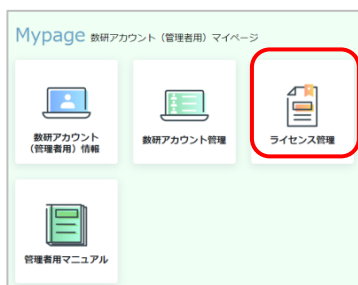 Mypage 数研アカウント（管理者用）マイページ
数研アカウント
（管理者用）情報
数研アカウント管理
ライセンス管理
管理者用マニュアル